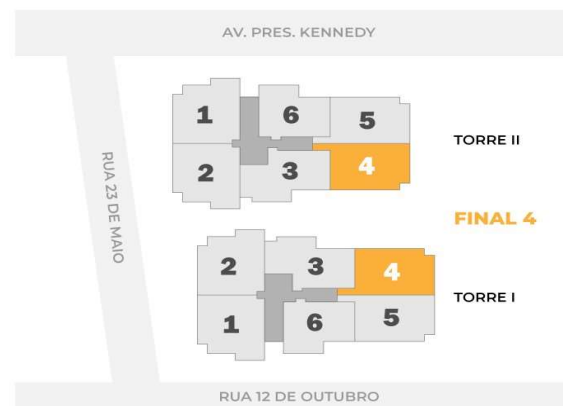 AV. PRES. KENNEDY
RUA 23 DE MAIO
1 6 5
TORRE II
2 3 4
FINAL 4
2 3 4
TORRE I
1 6 5
RUA 12 DE OUTUBRO